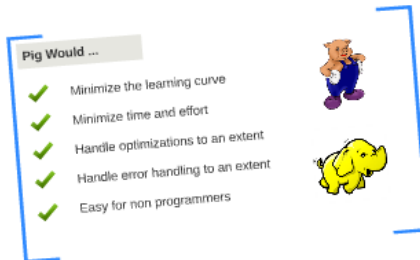 Pig Would ...
Minimize the learning curve
Minimize time and effort
Handle optimizations to an extent
Handle error handling to an extent
Easy for non programmers